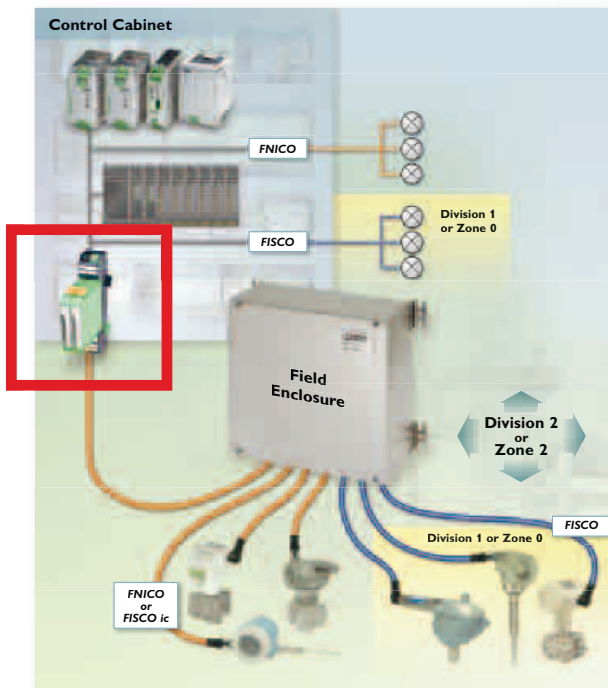 Control Cabinet
FNICO
Division 1
or Zone 0
FISCO
Field
Enclosure
Division 2
or
Zone 2
FISCO
Division 1 or Zone 0
FNICO
or
FISCO ic